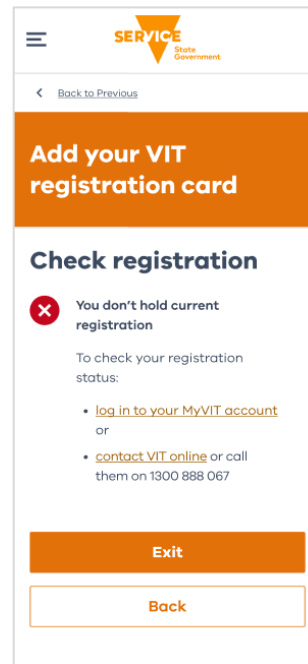 SERVICE
State
Government
Back to Previous
Add your VIT
registration card
Check registration
You don't hold current
registration
To check your registration
status:
• log in to your MyVIT account
or
• contact VIT online or call
them on 1300 888 067
Exit
Back